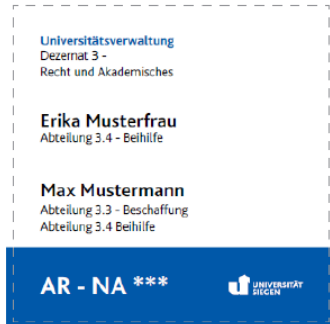 Universitätsverwaltung
Dezernat 3 -
Recht und Akademisches
Erika Musterfrau
Abteilung 3.4 - Beihilfe
Max Mustermann
Abteilung 3.3 - Beschaffung
Abteilung 3.4 Beihilfe
AR - NA ***
UNIVERSITÄT
SIEGEN